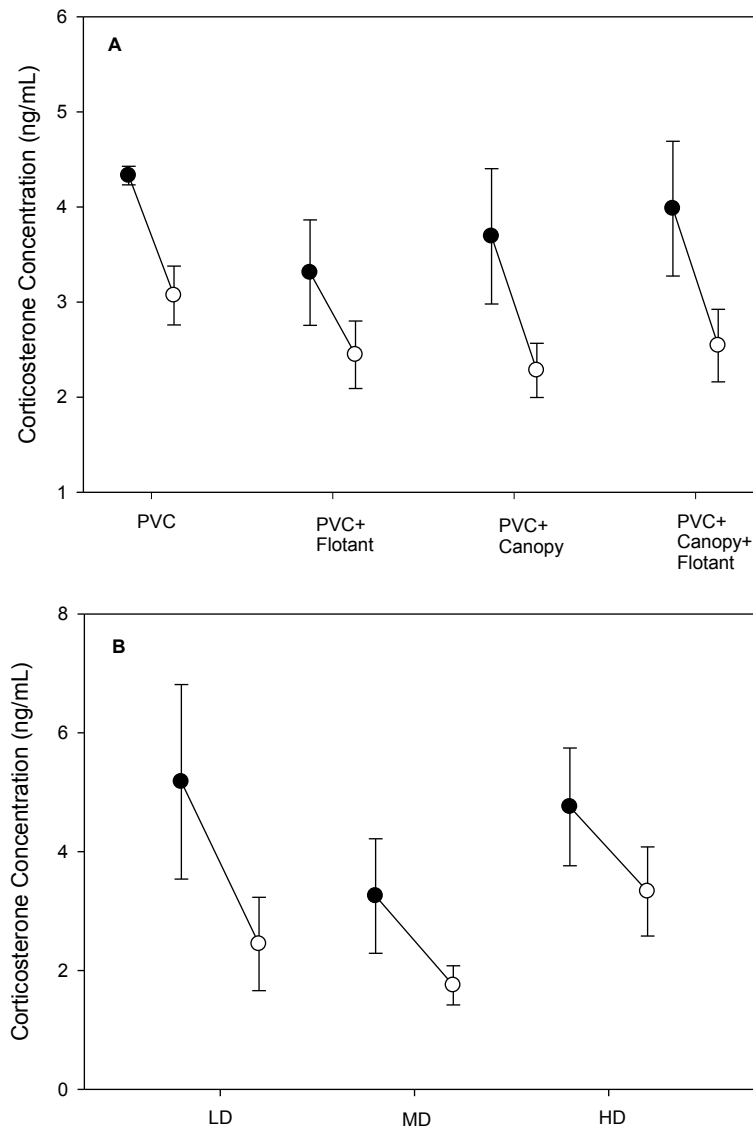 A
Corticosterone Concentration (ng/mL)
6
5
4
3
2
1
PVC
PVC+
Flotant
PVC+
Canopy
PVC+
Canopy+
Flotant
B
Corticosterone Concentration (ng/mL)
8
6
4
2
0
LD
MD
HD